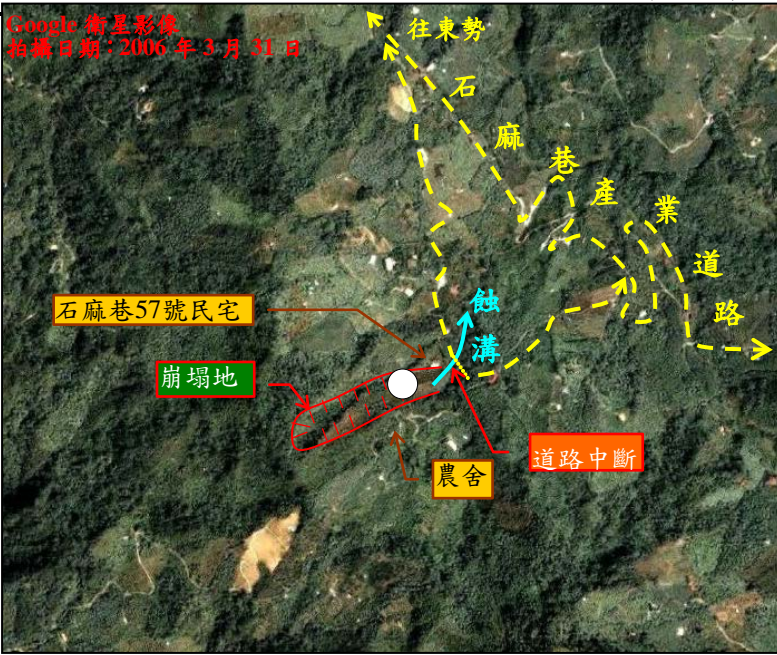 Google 衛星影像
拍攝日期：2006 年 3 月 31 日
往東勢
石麻巷產業道路
蝕溝
石麻巷57號民宅
崩塌地
道路中斷
農舍